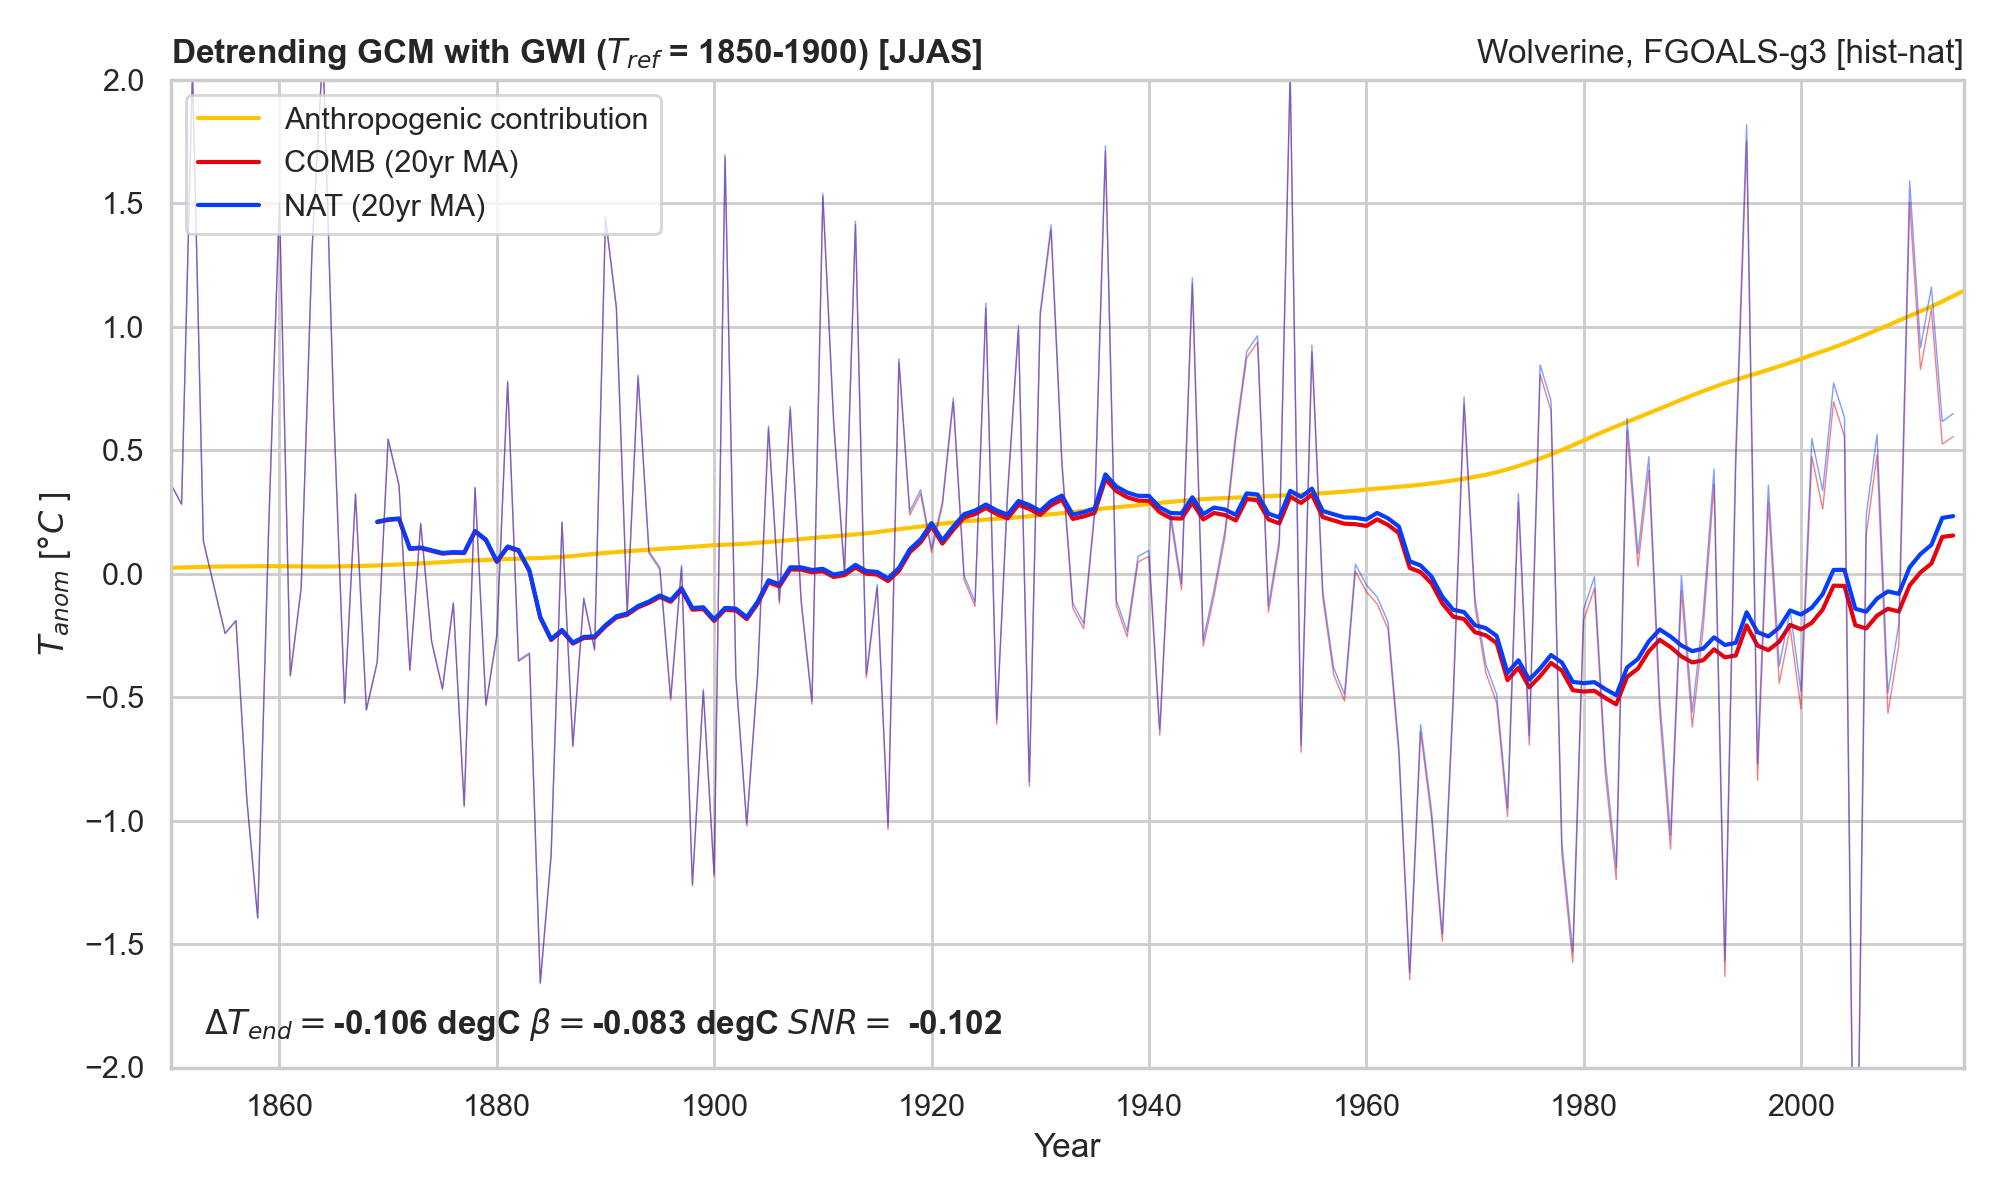 Detrending GCM with GWI (T_ref = 1850-1900) [JJAS]
Wolverine, FGOALS-g3 [hist-nat]
Anthropogenic contribution
COMB (20yr MA)
NAT (20yr MA)
T_anom [°C ]
2.0
1.5
1.0
0.5
0.0
−0.5
−1.0
−1.5
−2.0
ΔT_end = -0.106 degC β = -0.083 degC SNR = -0.102
1860 1880 1900 1920 1940 1960 1980 2000
Year